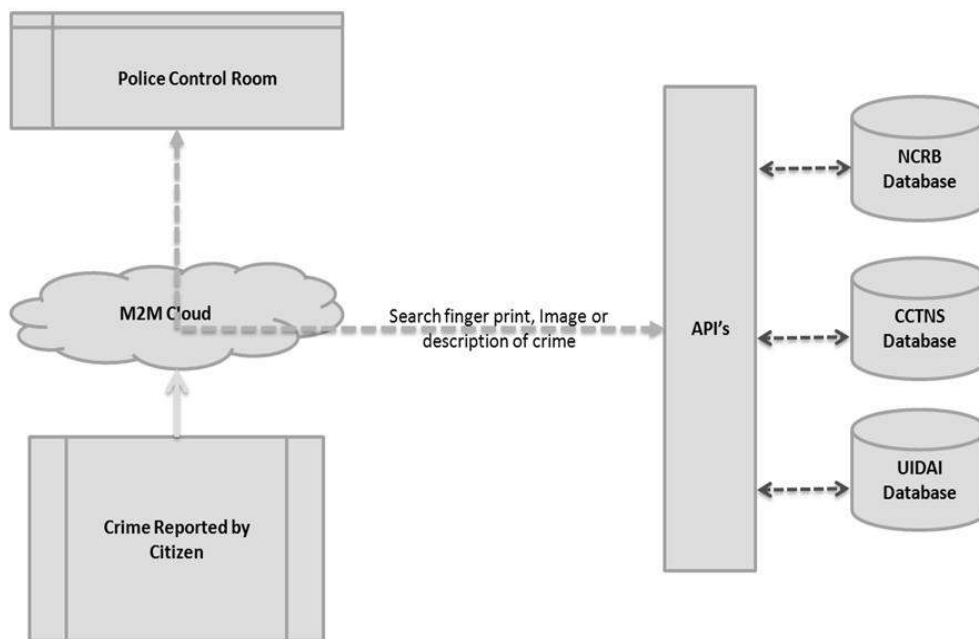 Police Control Room
M2M Cloud
Search finger print, Image or
description of crime
Crime Reported by
Citizen
API's
NCRB
Database
CCTNS
Database
UIDAI
Database